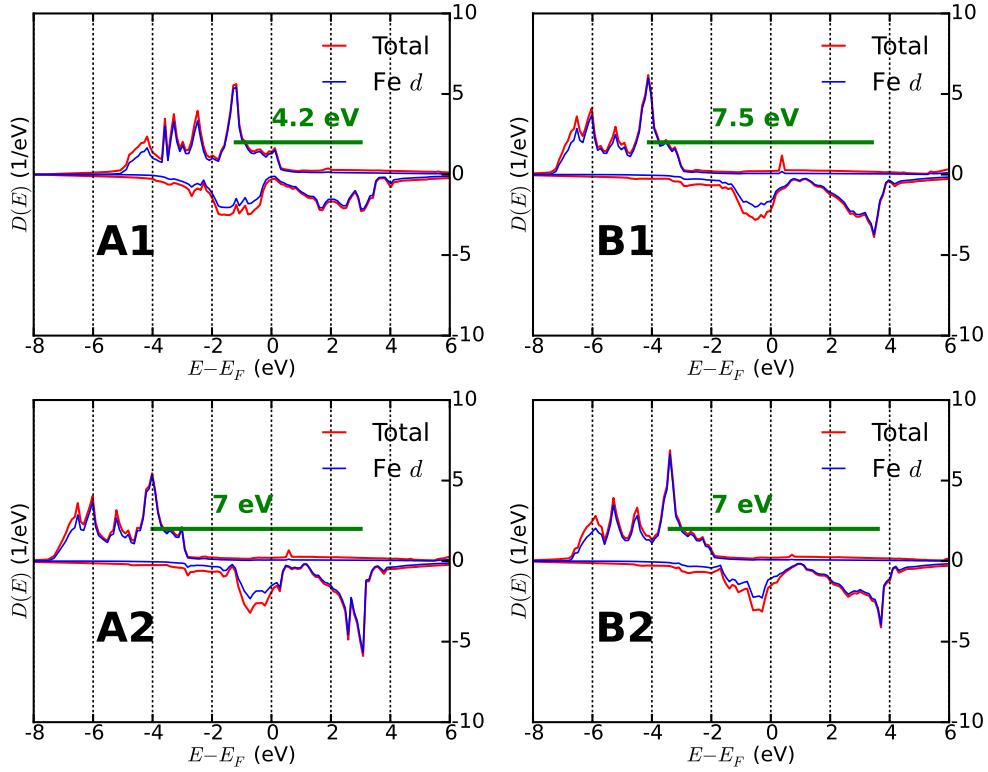 10
Total
Fe d
5
4.2 eV
0
D(E) (1/eV)
A1
-5
-10
-8 -6 -4 -2 0 2 4 6
E−E_F (eV)
10
Total
Fe d
5
7.5 eV
0
D(E) (1/eV)
B1
-5
-10
-8 -6 -4 -2 0 2 4 6
E−E_F (eV)
10
Total
Fe d
5
7 eV
0
D(E) (1/eV)
A2
-5
-10
-8 -6 -4 -2 0 2 4 6
E−E_F (eV)
10
Total
Fe d
5
7 eV
0
D(E) (1/eV)
B2
-5
-10
-8 -6 -4 -2 0 2 4 6
E−E_F (eV)